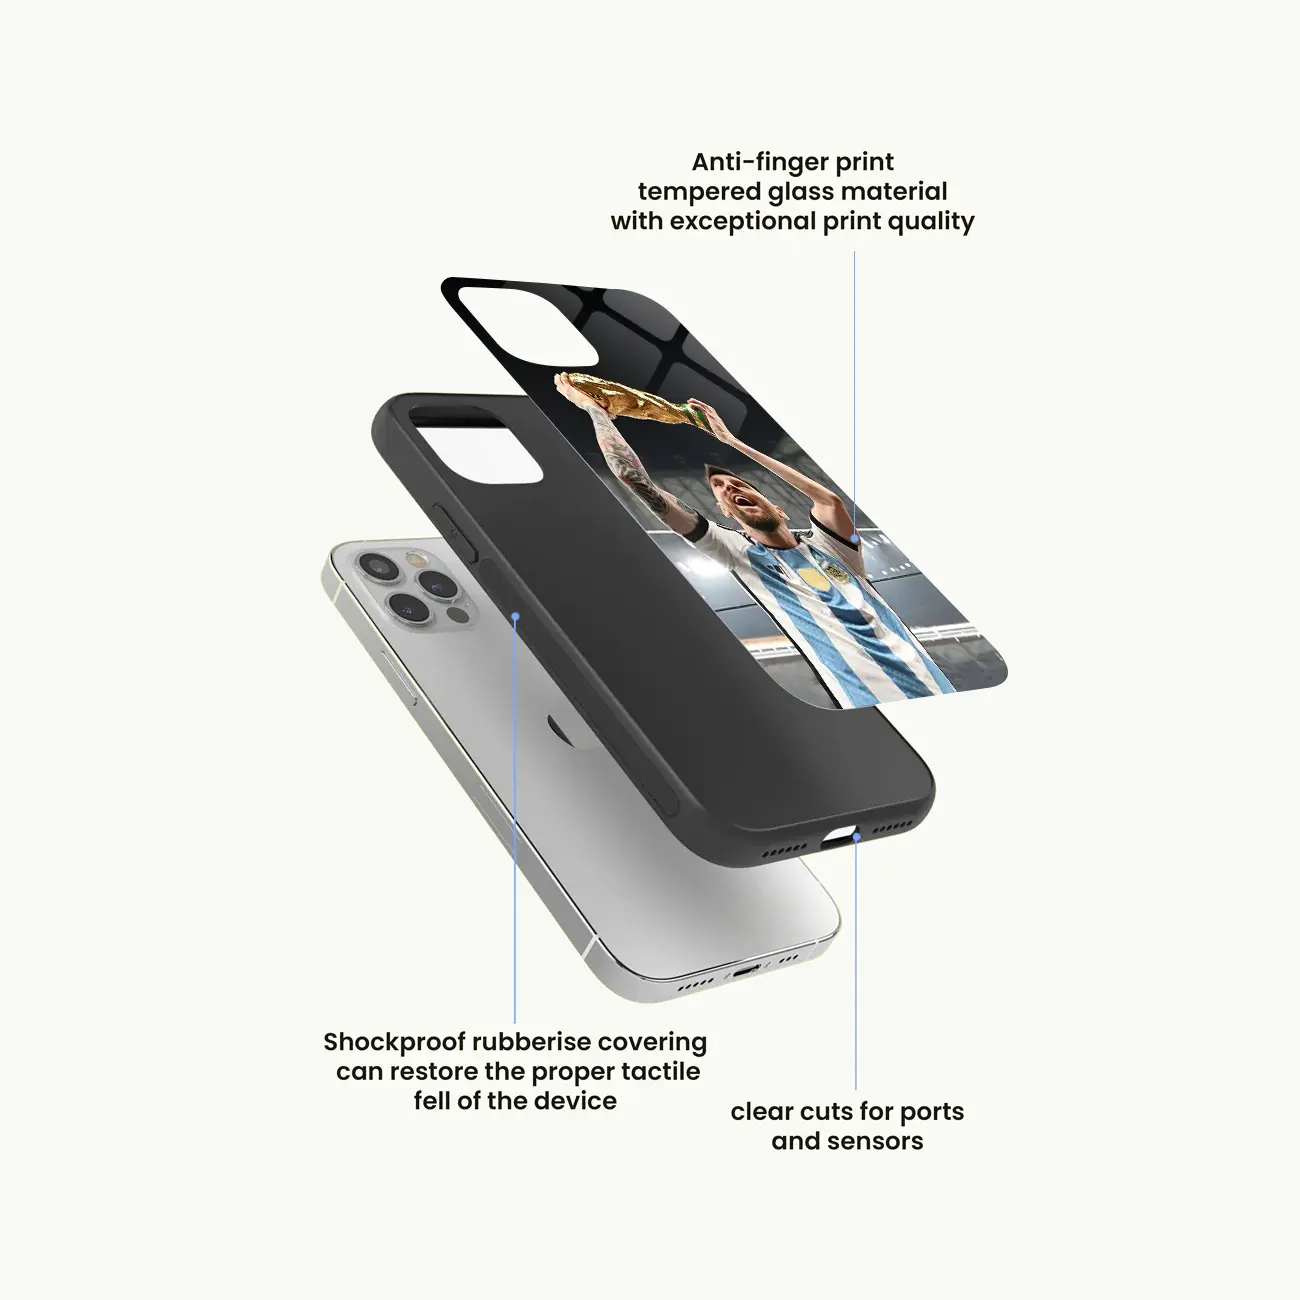 Anti-finger print
tempered glass material
with exceptional print quality
Shockproof rubberise covering
can restore the proper tactile
fell of the device
clear cuts for ports
and sensors